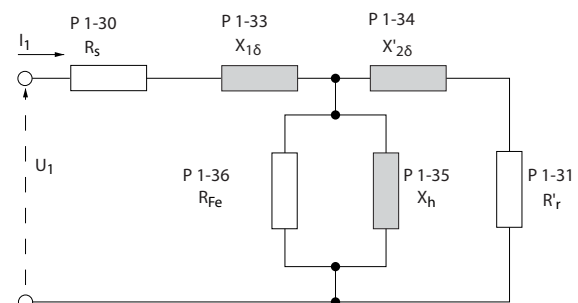 P 1-30
P 1-33
P 1-34
I1
Rs
X1δ
X'2δ
U1
P 1-36
RFe
P 1-35
Xh
P 1-31
R'r